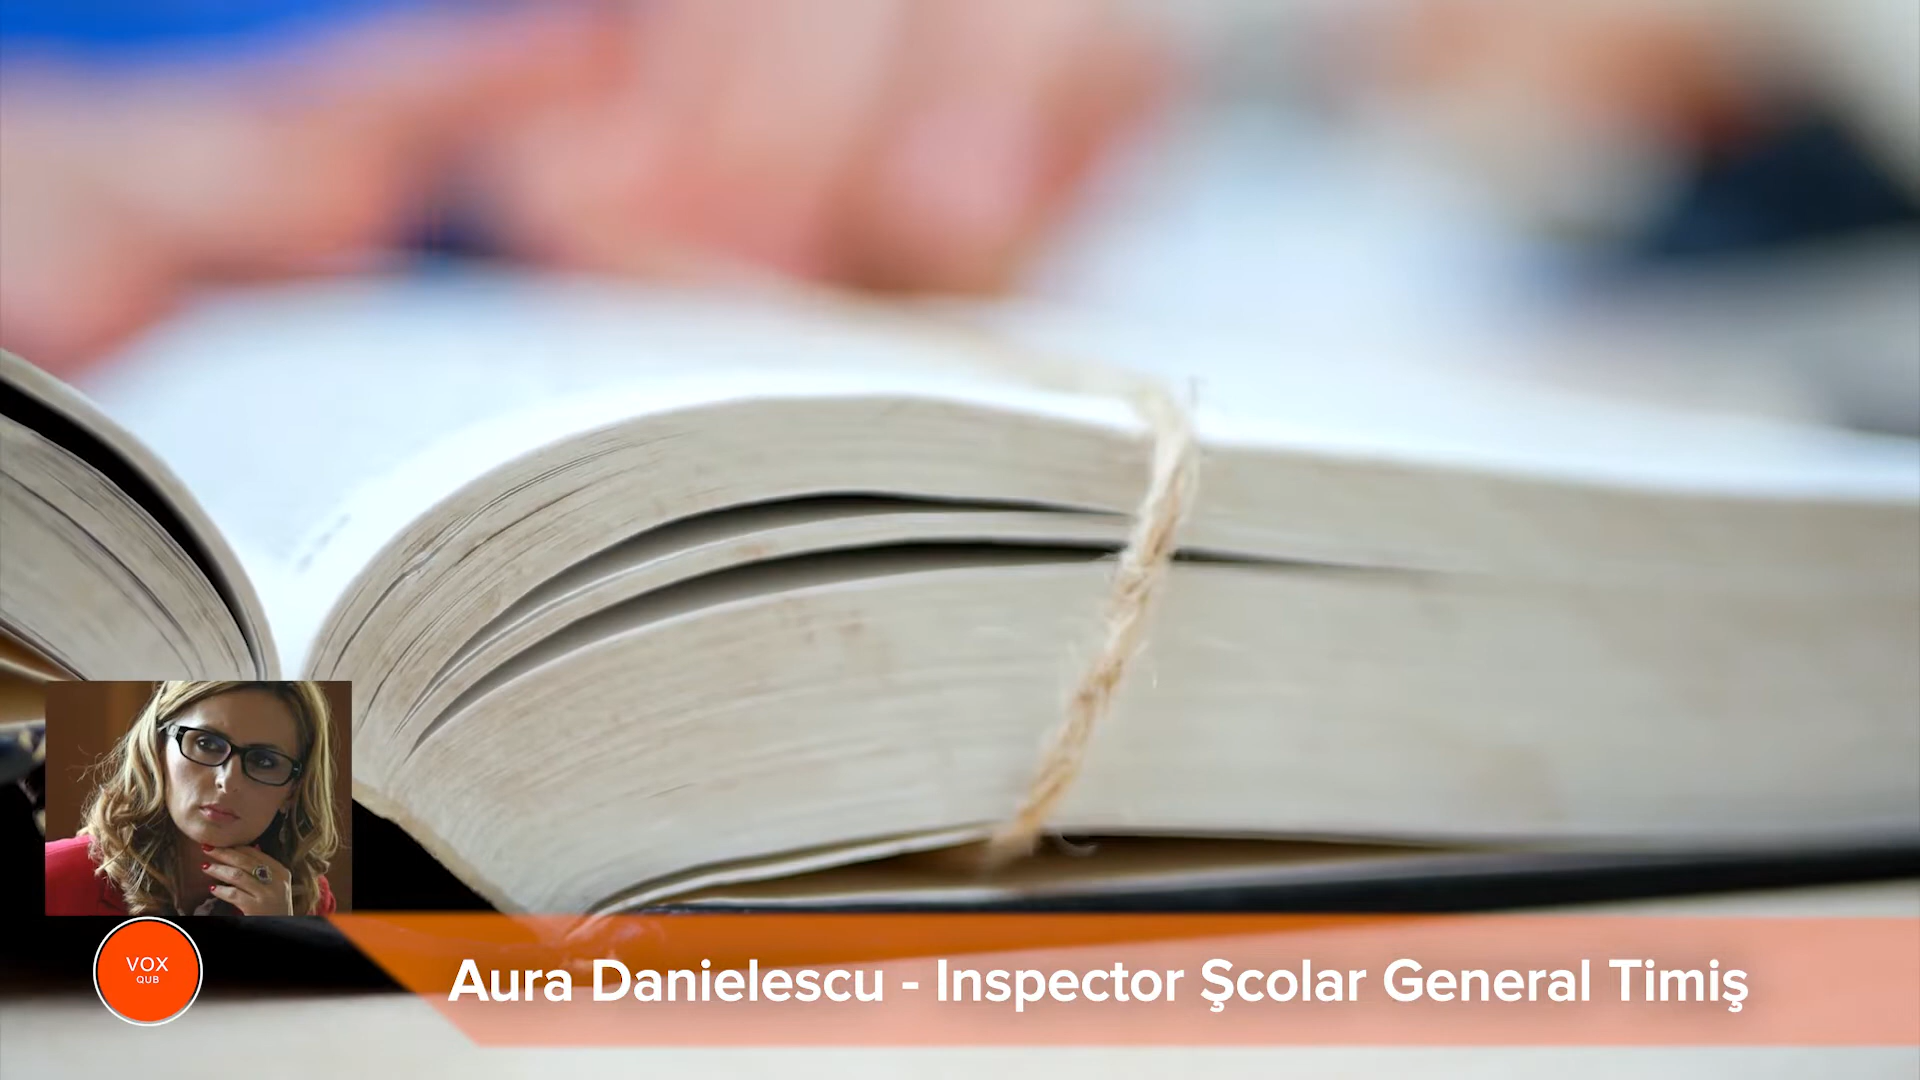 VOX
QUB
Aura Danielescu - Inspector Şcolar General Timiş